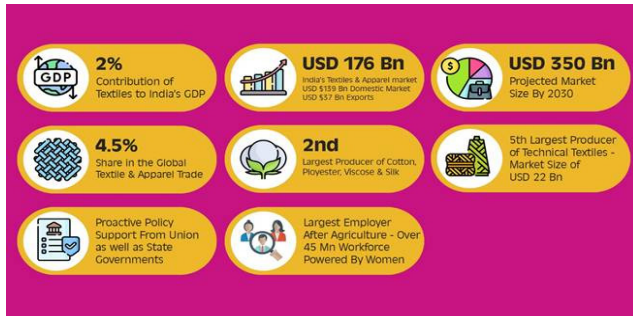 GDP
2%
Contribution of
Textiles to India's GDP
USD 176 Bn
India's Textiles & Apparel market
USD $139 Bn Domestic Market
USD $37 Bn Exports
USD 350 Bn
Projected Market
Size By 2030
4.5%
Share in the Global
Textile & Apparel Trade
2nd
Largest Producer of Cotton,
Ployester, Viscose & Silk
5th Largest Producer
of Technical Textiles -
Market Size of
USD 22 Bn
Proactive Policy
Support From Union
as well as State
Governments
Largest Employer
After Agriculture - Over
45 Mn Workforce
Powered By Women